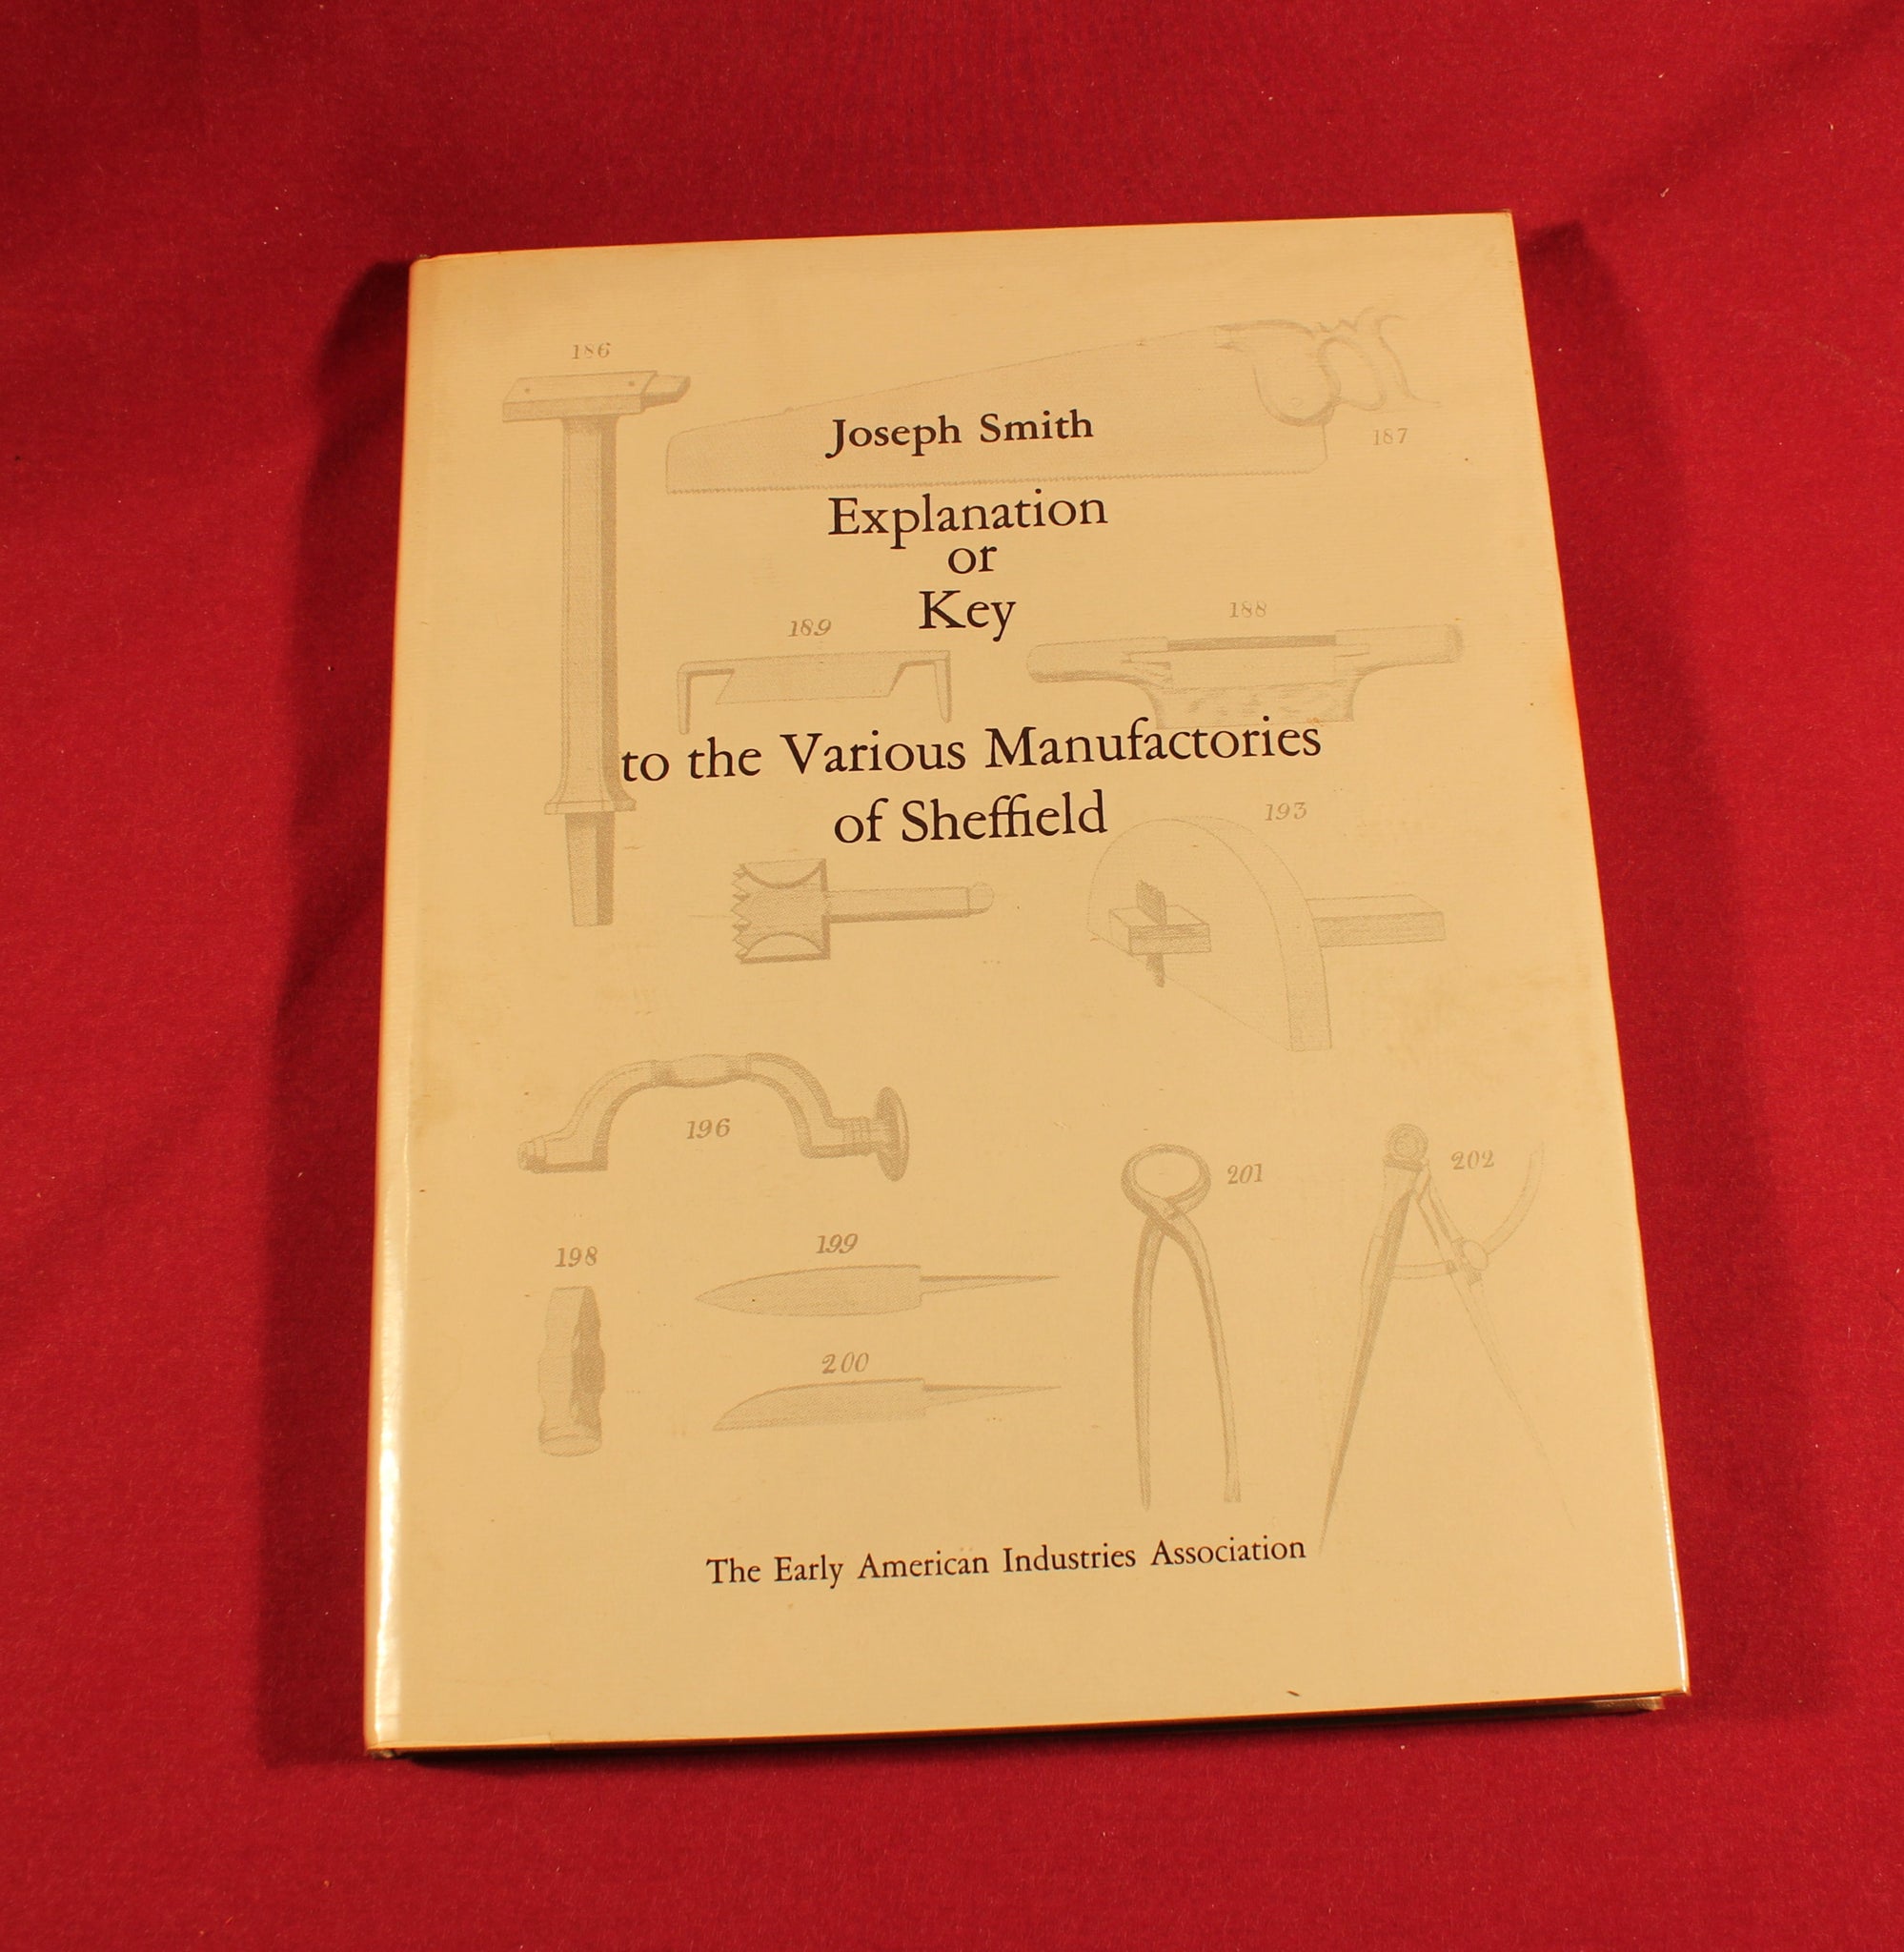 186
187
Joseph Smith
Explanation
or
Key
189
188
to the Various Manufactories
of Sheffield
193
196
201
202
198
199
200
The Early American Industries Association